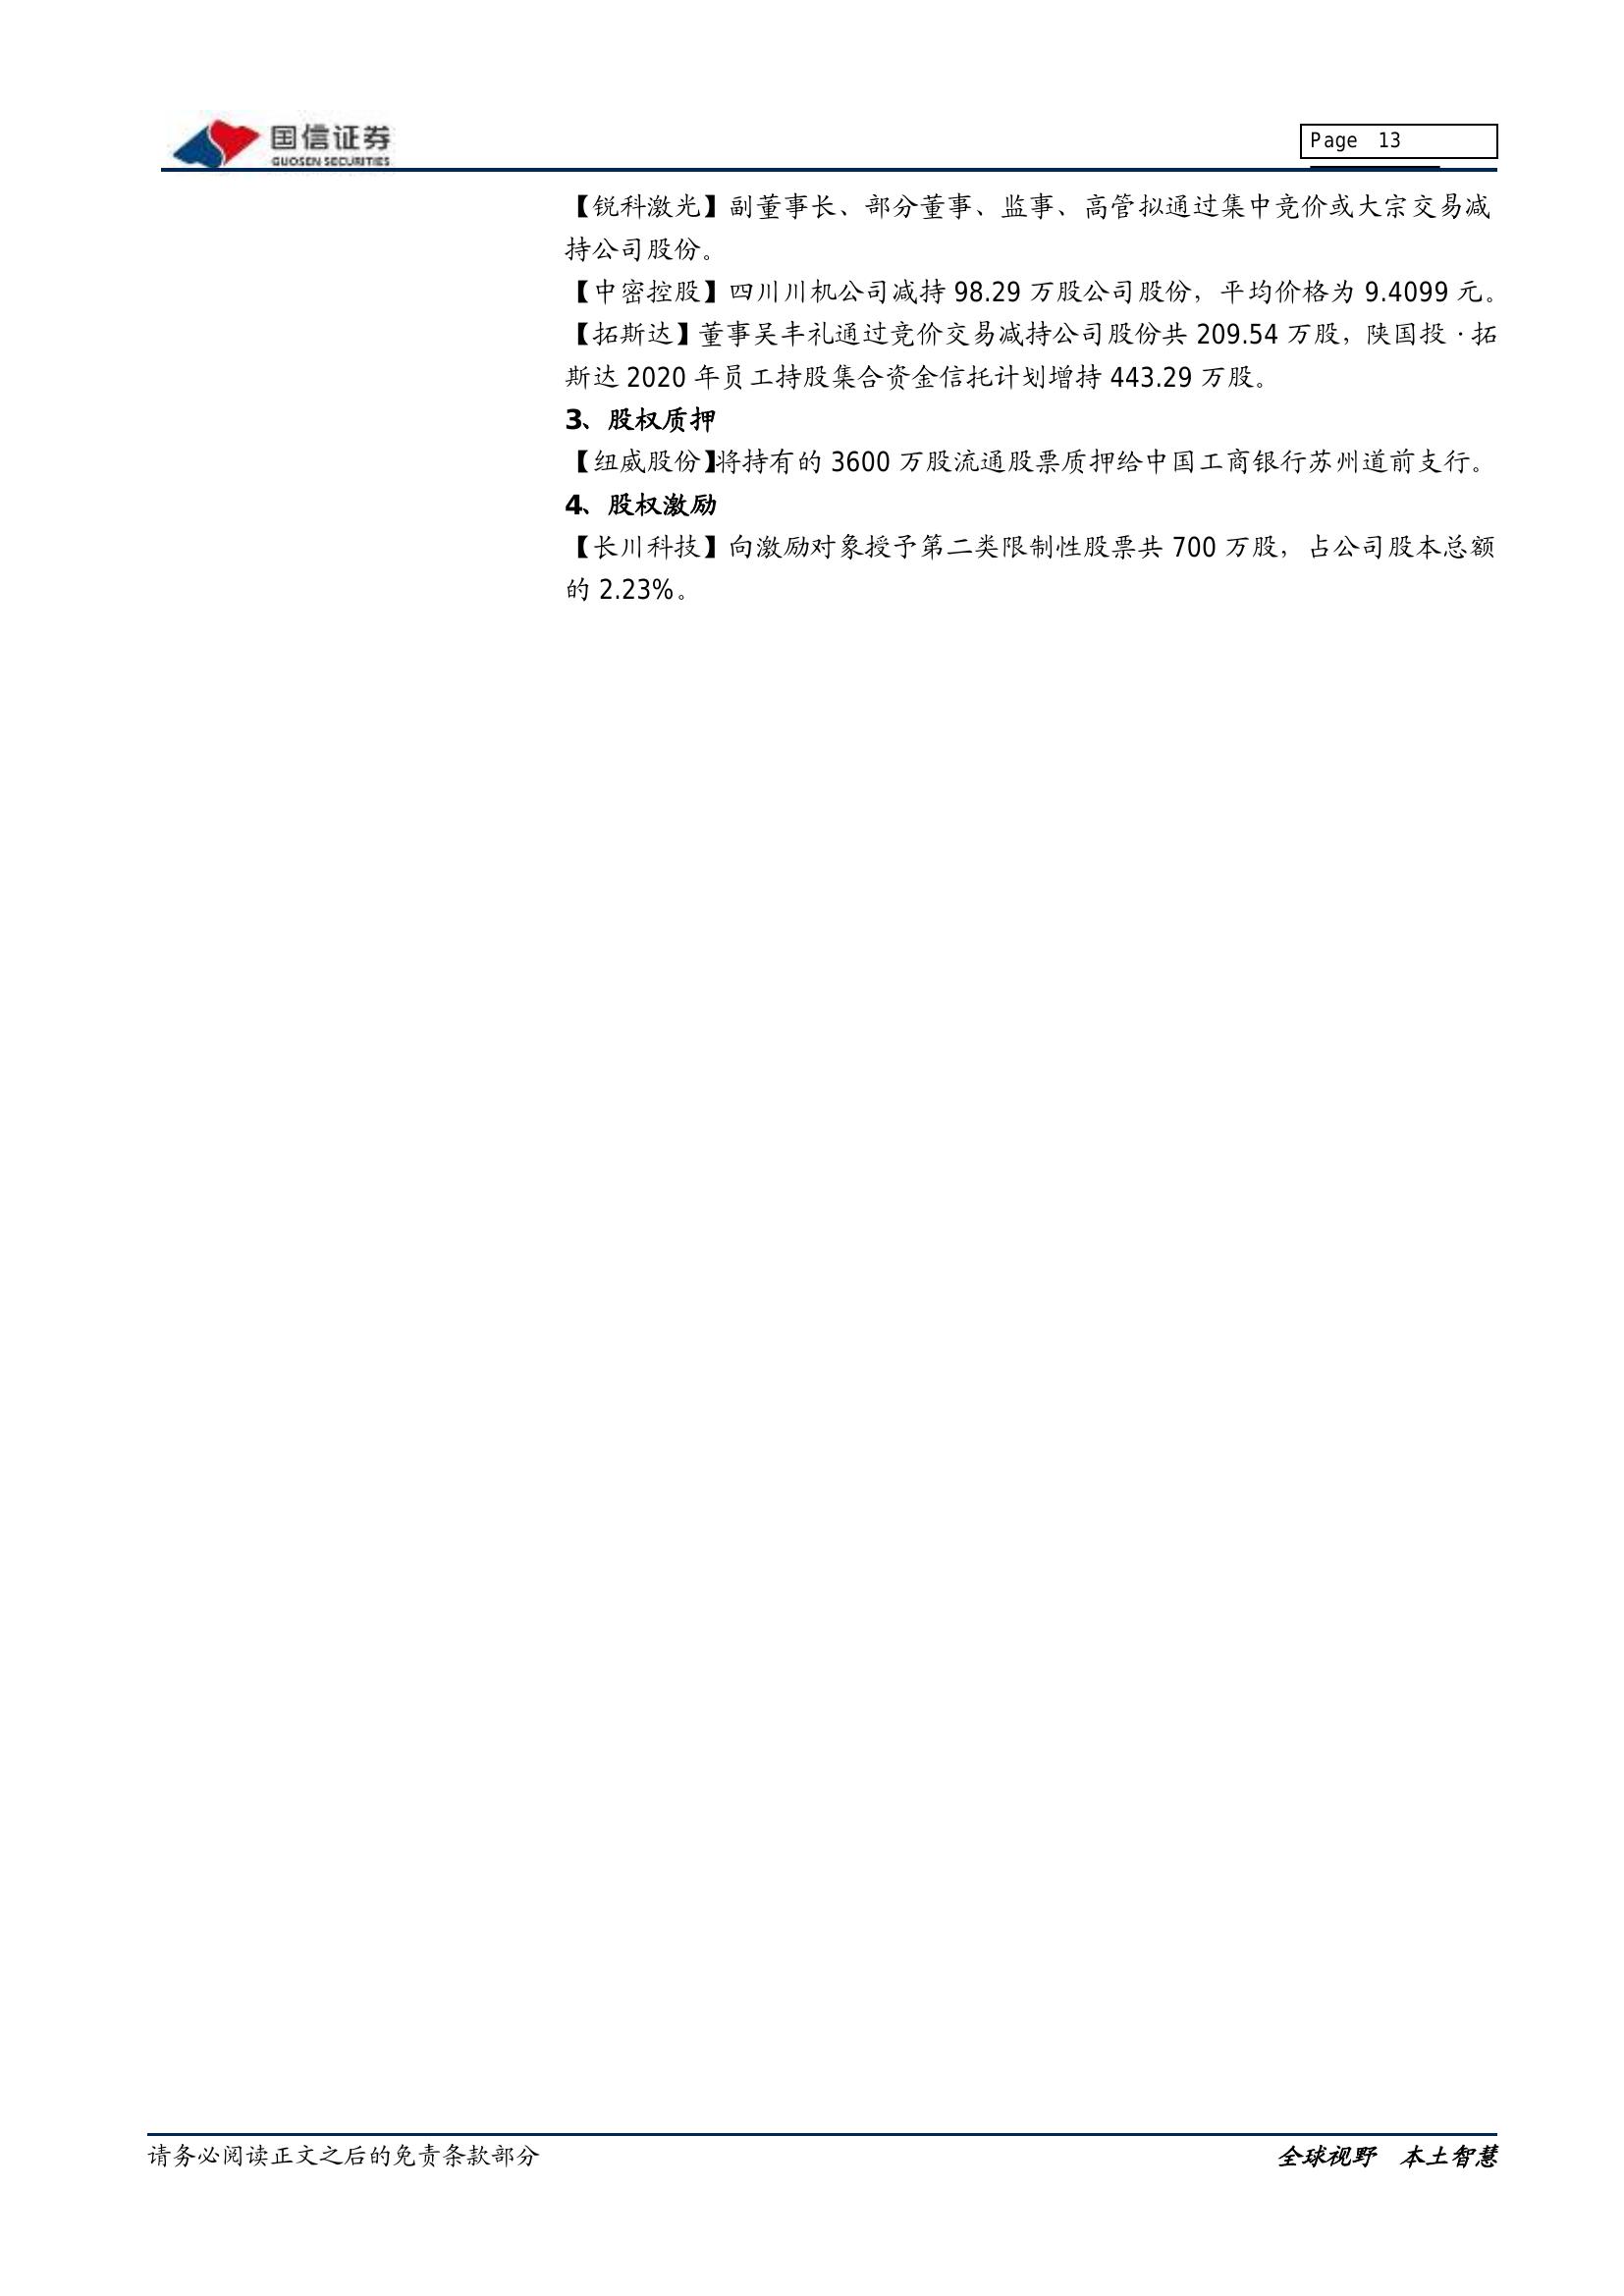 国信证券
GUOSEN SECURITIES
Page 13
【锐科激光】副董事长、部分董事、监事、高管拟通过集中竞价或大宗交易减
持公司股份。
【中密控股】四川川机公司减持 98.29 万股公司股份，平均价格为 9.4099 元。
【拓斯达】董事吴丰礼通过竞价交易减持公司股份共 209.54 万股，陕国投·拓
斯达 2020 年员工持股集合资金信托计划增持 443.29 万股。
3、股权质押
【纽威股份】将持有的 3600 万股流通股票质押给中国工商银行苏州道前支行。
4、股权激励
【长川科技】向激励对象授予第二类限制性股票共 700 万股，占公司股本总额
的 2.23%。
请务必阅读正文之后的免责条款部分
全球视野 本土智慧